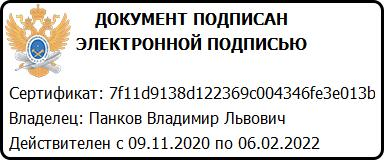 ДОКУМЕНТ ПОДПИСАН
ЭЛЕКТРОННОЙ ПОДПИСЬЮ
Сертификат: 7f11d9138d122369c004346fe3e013b
Владелец: Панков Владимир Львович
Действителен с 09.11.2020 по 06.02.2022